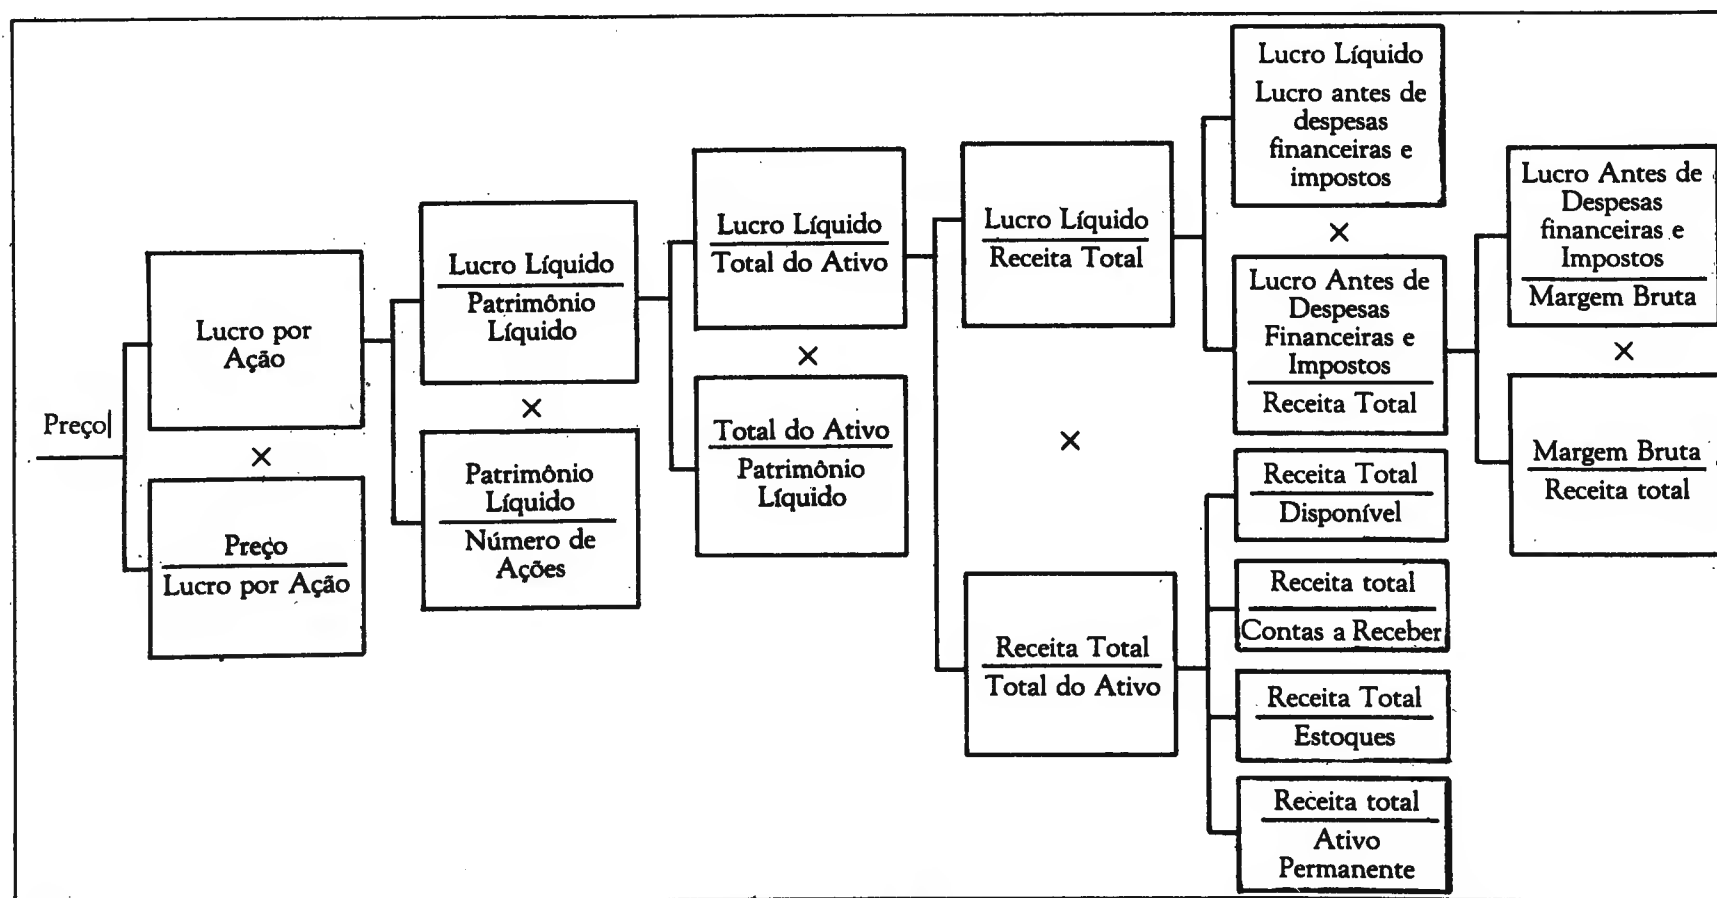 Preço
Lucro por
Ação
×
Preço
Lucro por Ação
Lucro Líquido
Patrimônio
Líquido
×
Patrimônio
Líquido
Número de
Ações
Lucro Líquido
Total do Ativo
×
Total do Ativo
Patrimônio
Líquido
Lucro Líquido
Receita Total
×
Receita Total
Total do Ativo
Lucro Líquido
Lucro antes de
despesas
financeiras e
impostos
×
Lucro Antes de
Despesas
Financeiras e
Impostos
Receita Total
Receita Total
Disponível
Receita total
Contas a Receber
Receita Total
Estoques
Receita total
Ativo
Permanente
Lucro Antes de
Despesas
financeiras e
Impostos
Margem Bruta
×
Margem Bruta
Receita total